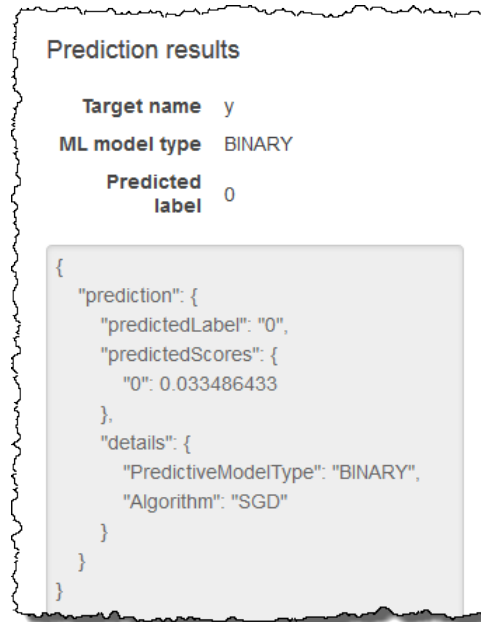 Prediction results
Target name y
ML model type BINARY
Predicted
label 0
{
"prediction": {
"predictedLabel": "0",
"predictedScores": {
"0": 0.033486433
},
"details": {
"PredictiveModelType": "BINARY",
"Algorithm": "SGD"
}
}
}